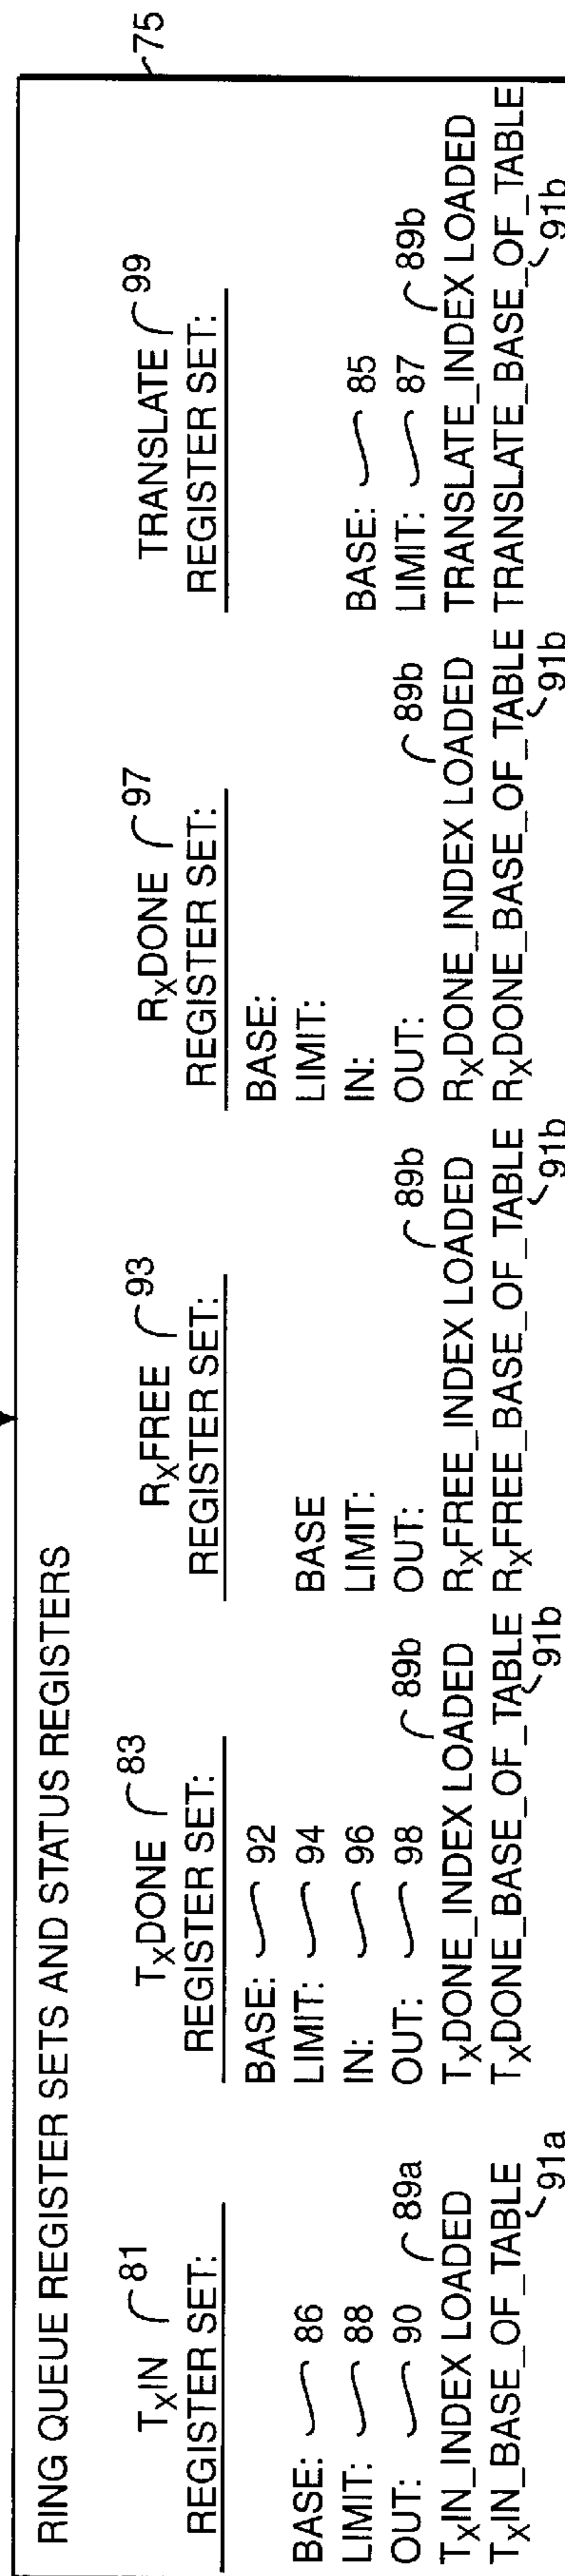 75
RING QUEUE REGISTER SETS AND STATUS REGISTERS
TxIN 81
REGISTER SET:
BASE: 86
LIMIT: 88
OUT: 90 89a
TxIN_INDEX LOADED
TxIN_BASE_OF_TABLE
91a
TxDONE 83
REGISTER SET:
BASE: 92
LIMIT: 94
IN: 96
OUT: 98 89b
TxDONE_INDEX LOADED
TxDONE_BASE_OF_TABLE
91b
RxFREE 93
REGISTER SET:
BASE
LIMIT:
OUT: 89b
RxFREE_INDEX LOADED
RxFREE_BASE_OF_TABLE
91b
RxDONE 97
REGISTER SET:
BASE:
LIMIT:
IN:
OUT: 89b
RxDONE_INDEX LOADED
RxDONE_BASE_OF_TABLE
91b
TRANSLATE 99
REGISTER SET:
BASE: 85
LIMIT: 87 89b
TRANSLATE_INDEX LOADED
TRANSLATE_BASE_OF_TABLE
91b